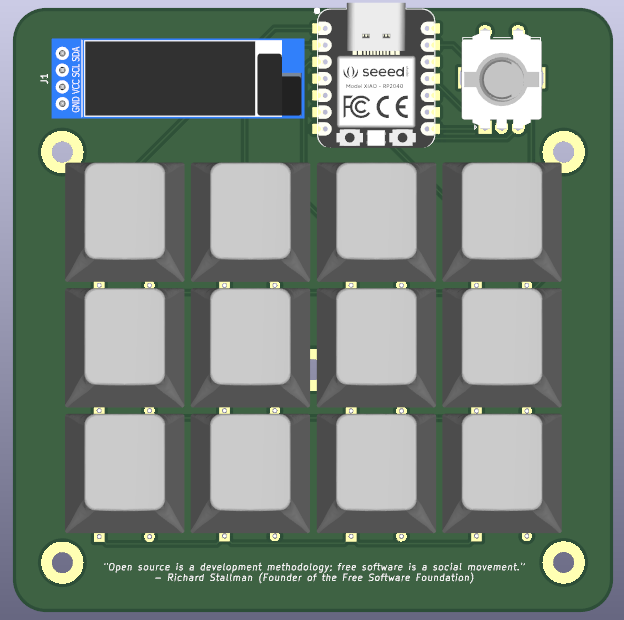 J1
GND VCC SCL SDA
seeed
Model XIAO - RP2040
FC CE
"Open source is a development methodology; free software is a social movement."
– Richard Stallman (Founder of the Free Software Foundation)